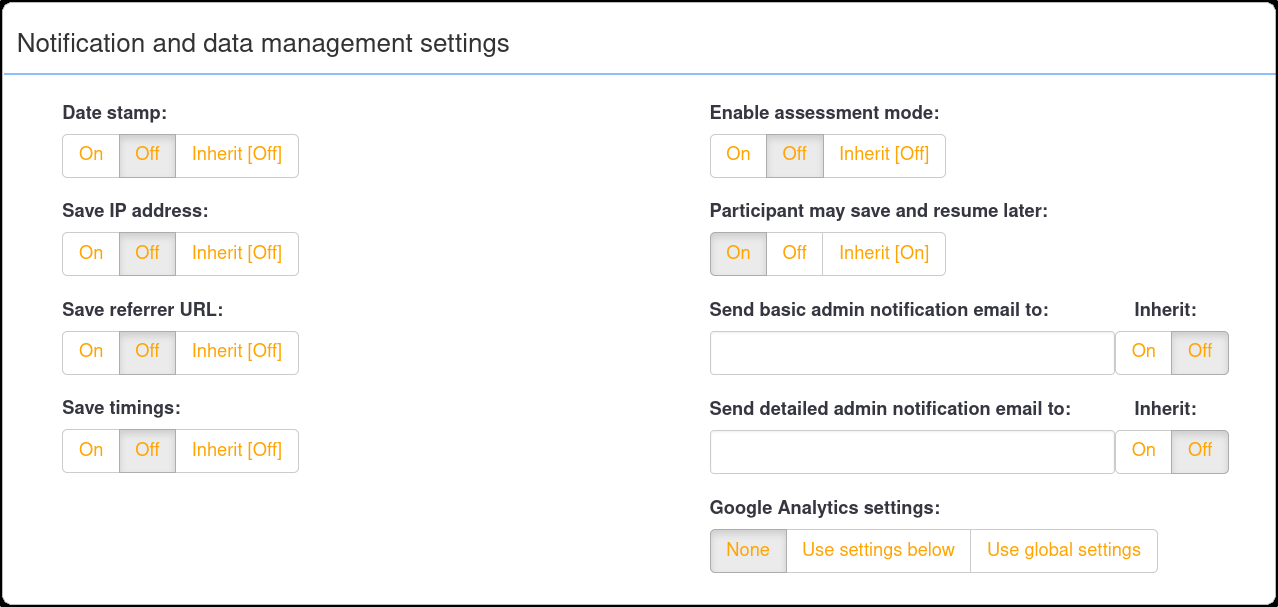 Notification and data management settings
Date stamp:
On Off Inherit [Off]
Save IP address:
On Off Inherit [Off]
Save referrer URL:
On Off Inherit [Off]
Save timings:
On Off Inherit [Off]
Enable assessment mode:
On Off Inherit [Off]
Participant may save and resume later:
On Off Inherit [On]
Send basic admin notification email to: Inherit:
On Off
Send detailed admin notification email to: Inherit:
On Off
Google Analytics settings:
None Use settings below Use global settings